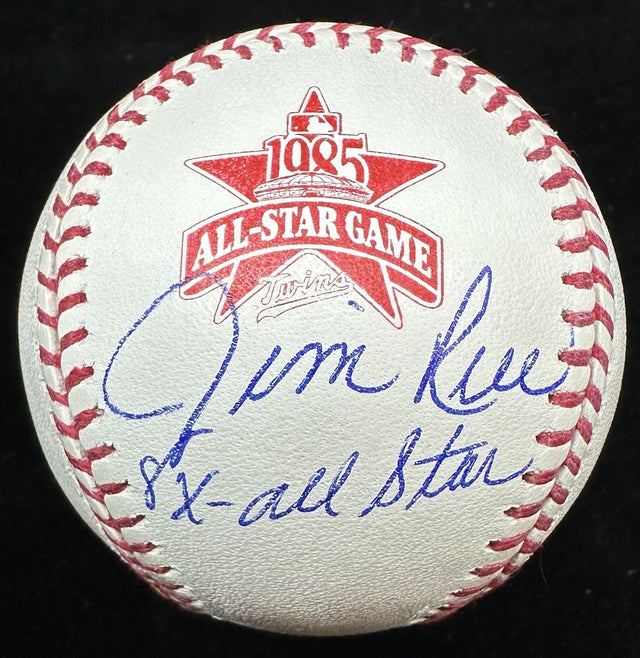 1985
ALL-STAR GAME
Twins
Jim Rice
8X-all Star